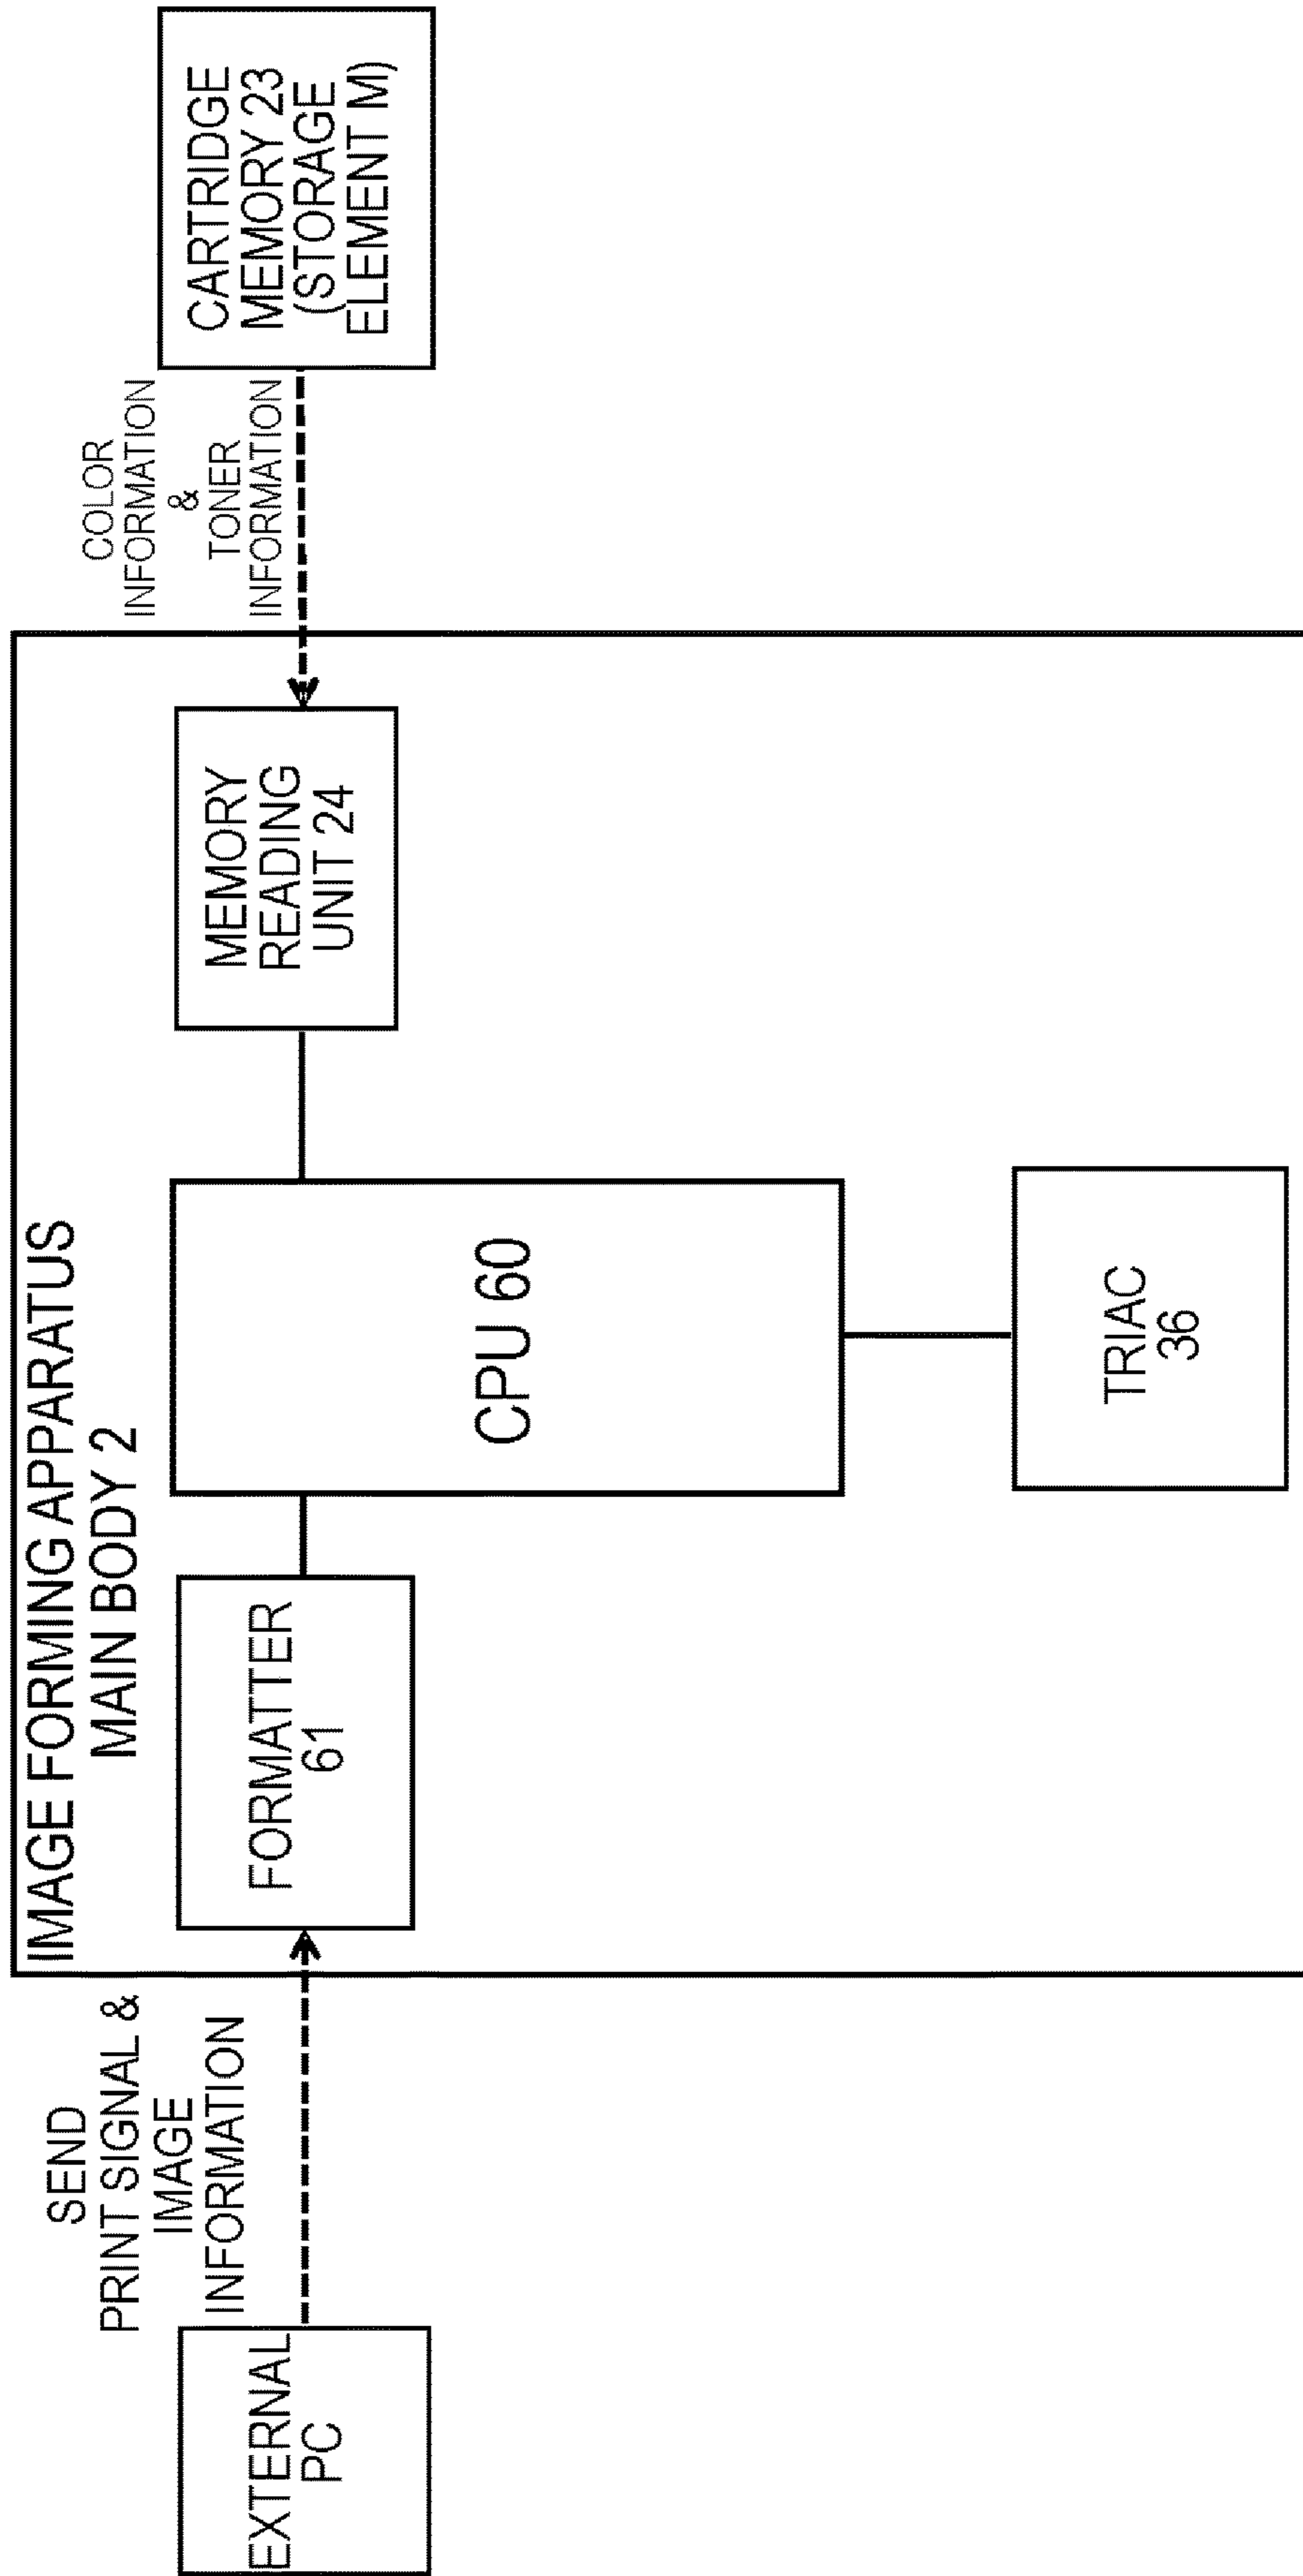 IMAGE FORMING APPARATUS
MAIN BODY 2
SEND
PRINT SIGNAL &
IMAGE
INFORMATION
EXTERNAL
PC
FORMATTER
61
CPU 60
TRIAC
36
MEMORY
READING
UNIT 24
COLOR
INFORMATION
&
TONER
INFORMATION
CARTRIDGE
MEMORY 23
(STORAGE
ELEMENT M)